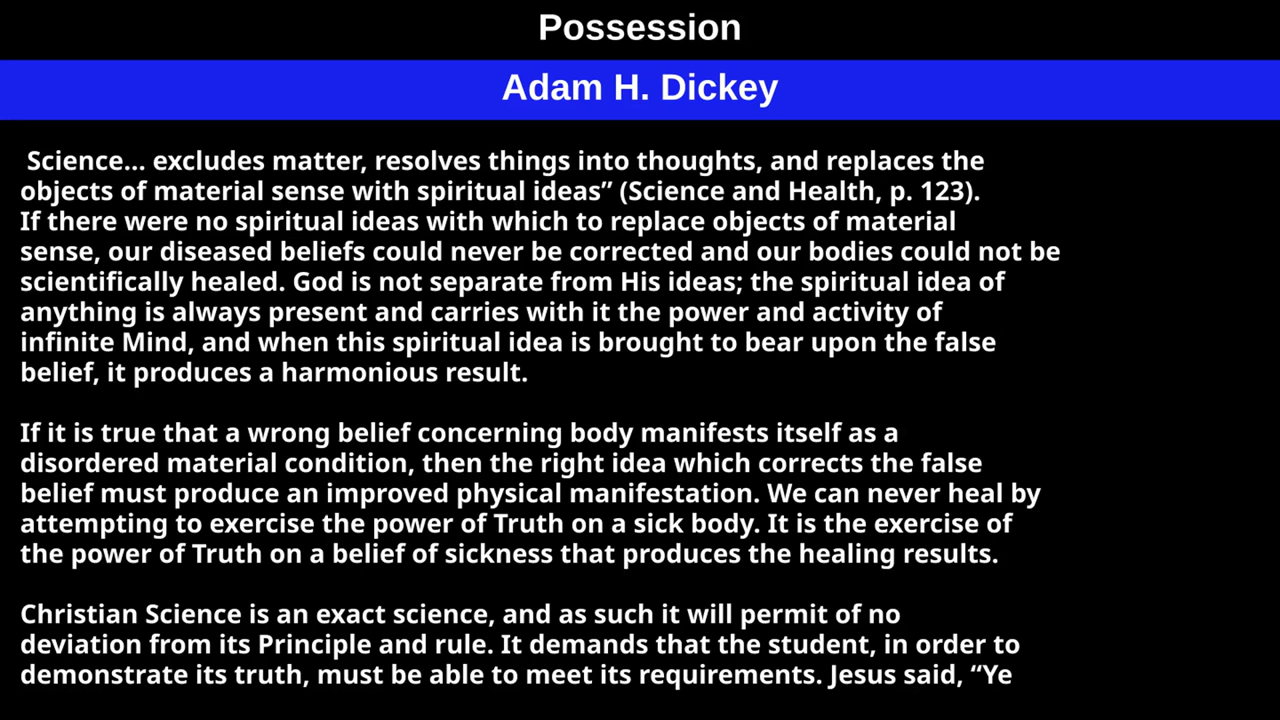 Possession
Adam H. Dickey
Science... excludes matter, resolves things into thoughts, and replaces the
objects of material sense with spiritual ideas” (Science and Health, p. 123).
If there were no spiritual ideas with which to replace objects of material
sense, our diseased beliefs could never be corrected and our bodies could not be
scientifically healed. God is not separate from His ideas; the spiritual idea of
anything is always present and carries with it the power and activity of
infinite Mind, and when this spiritual idea is brought to bear upon the false
belief, it produces a harmonious result.
If it is true that a wrong belief concerning body manifests itself as a
disordered material condition, then the right idea which corrects the false
belief must produce an improved physical manifestation. We can never heal by
attempting to exercise the power of Truth on a sick body. It is the exercise of
the power of Truth on a belief of sickness that produces the healing results.
Christian Science is an exact science, and as such it will permit of no
deviation from its Principle and rule. It demands that the student, in order to
demonstrate its truth, must be able to meet its requirements. Jesus said, “Ye